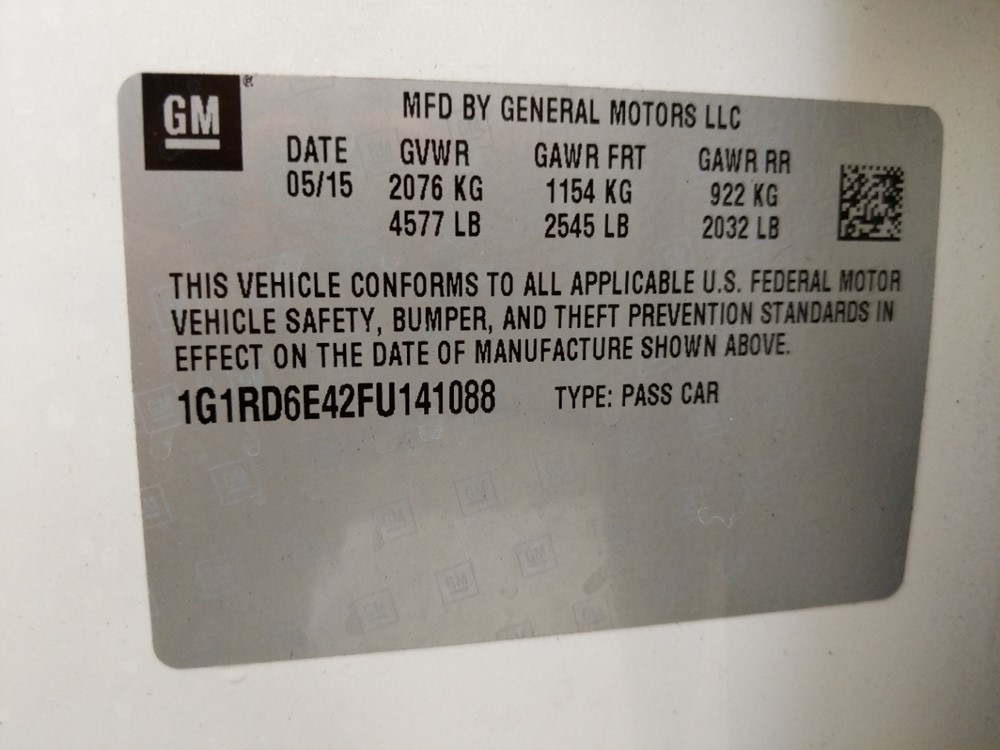 GM ®
MFD BY GENERAL MOTORS LLC
DATE GVWR GAWR FRT GAWR RR
05/15 2076 KG 1154 KG 922 KG
4577 LB 2545 LB 2032 LB
THIS VEHICLE CONFORMS TO ALL APPLICABLE U.S. FEDERAL MOTOR
VEHICLE SAFETY, BUMPER, AND THEFT PREVENTION STANDARDS IN
EFFECT ON THE DATE OF MANUFACTURE SHOWN ABOVE.
1G1RD6E42FU141088 TYPE: PASS CAR